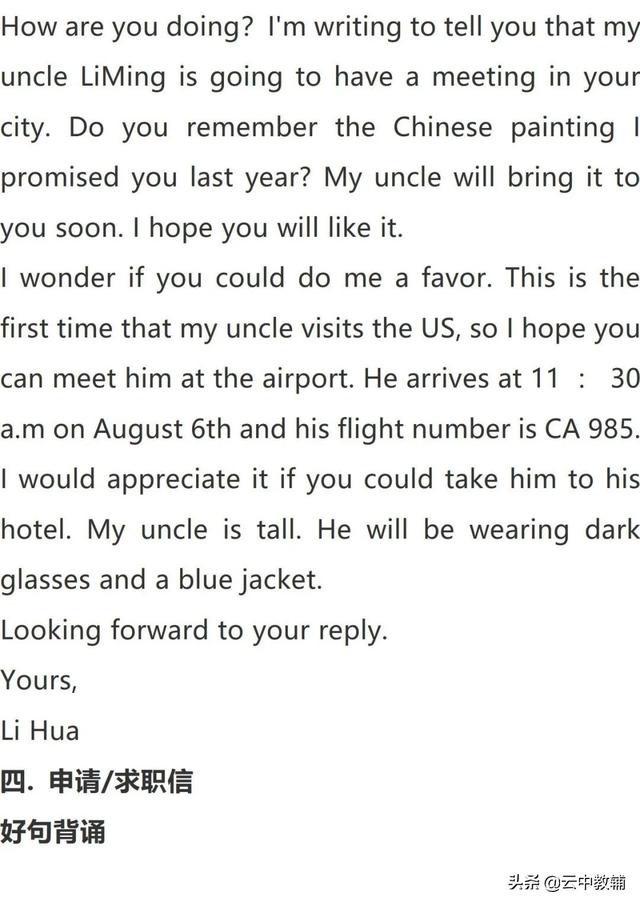 How are you doing?  I'm writing to tell you that my
uncle LiMing is going to have a meeting in your
city. Do you remember the Chinese painting I
promised you last year? My uncle will bring it to
you soon. I hope you will like it.
I wonder if you could do me a favor. This is the
first time that my uncle visits the US, so I hope you
can meet him at the airport. He arrives at 11 ： 30
a.m on August 6th and his flight number is CA 985.
I would appreciate it if you could take him to his
hotel. My uncle is tall. He will be wearing dark
glasses and a blue jacket.
Looking forward to your reply.
Yours,
Li Hua
四. 申请/求职信
好句背诵
头条 @云中教辅